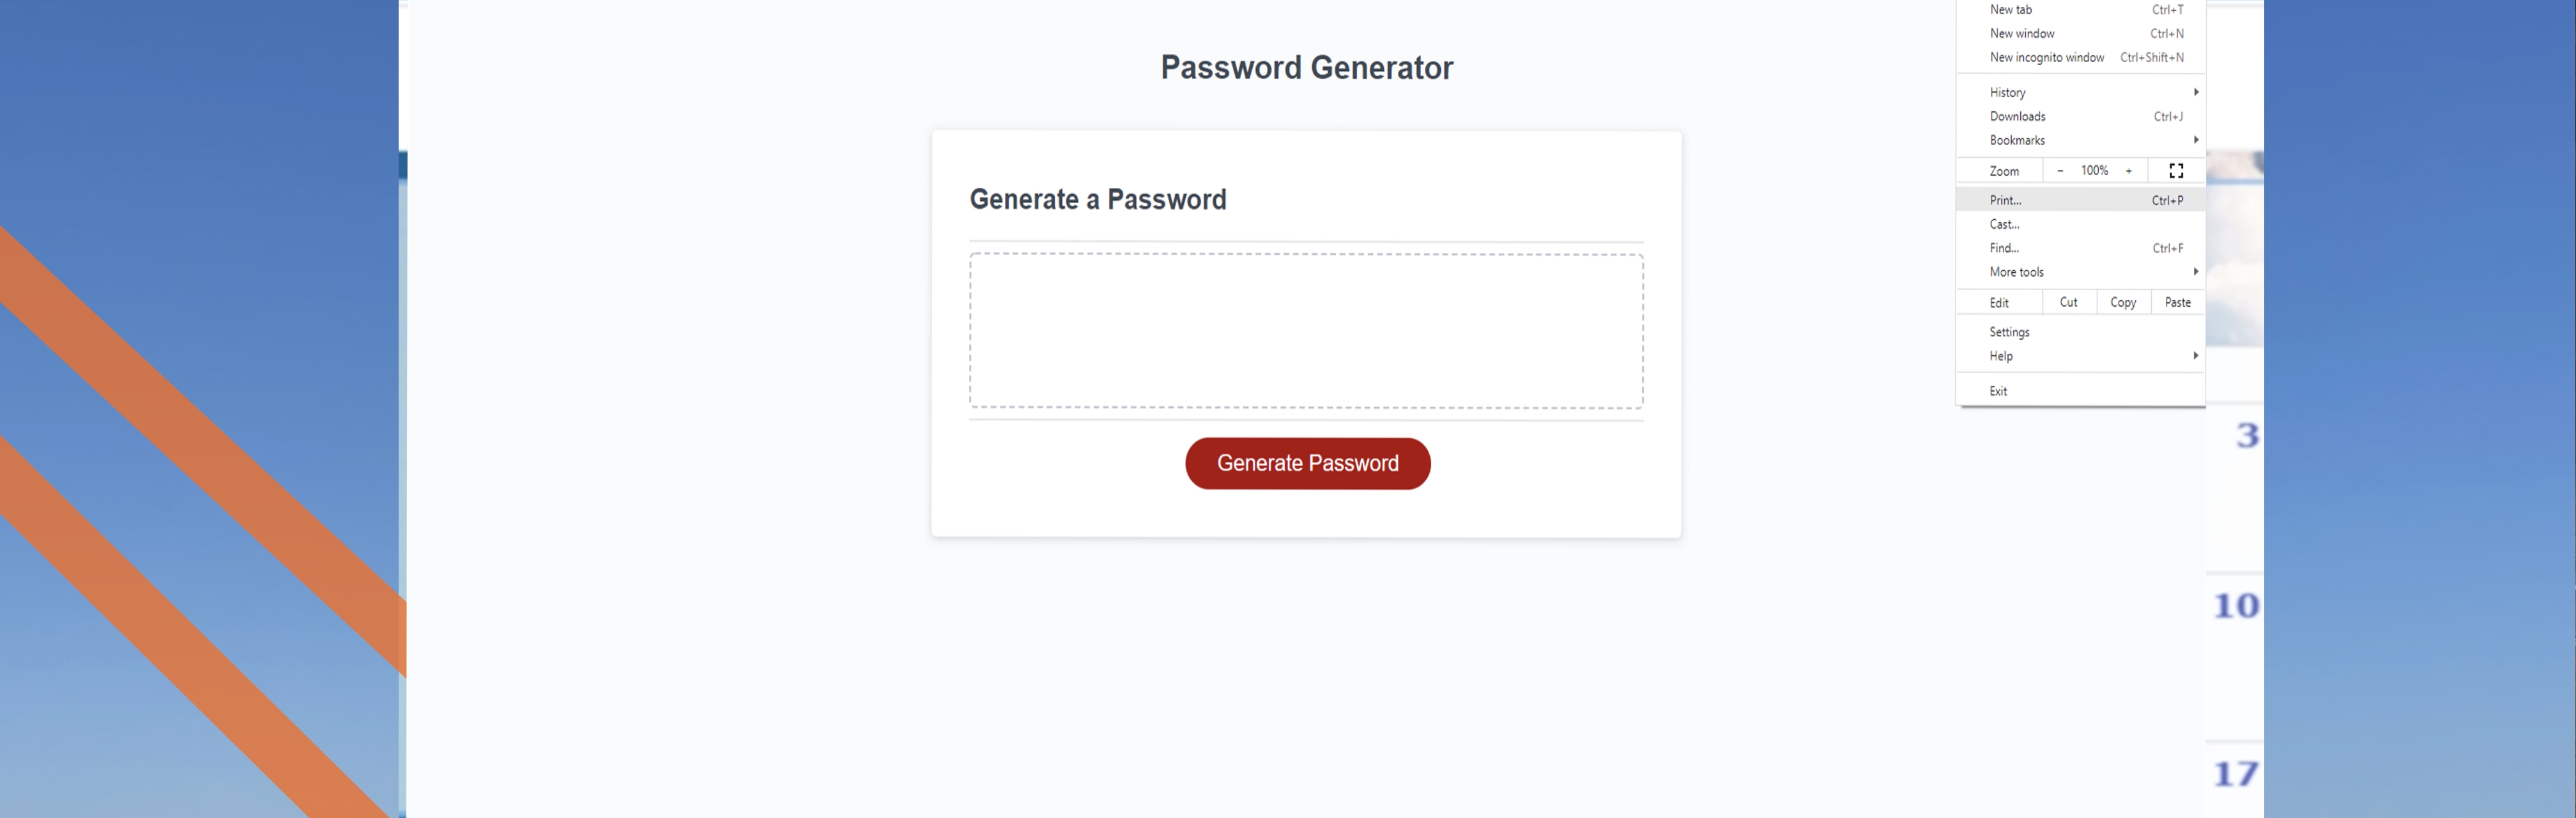 Password Generator
Generate a Password
Generate Password
New tab Ctrl+T
New window Ctrl+N
New incognito window Ctrl+Shift+N
History
Downloads Ctrl+J
Bookmarks
Zoom - 100% +
Print... Ctrl+P
Cast...
Find... Ctrl+F
More tools
Edit Cut Copy Paste
Settings
Help
Exit
3
10
17